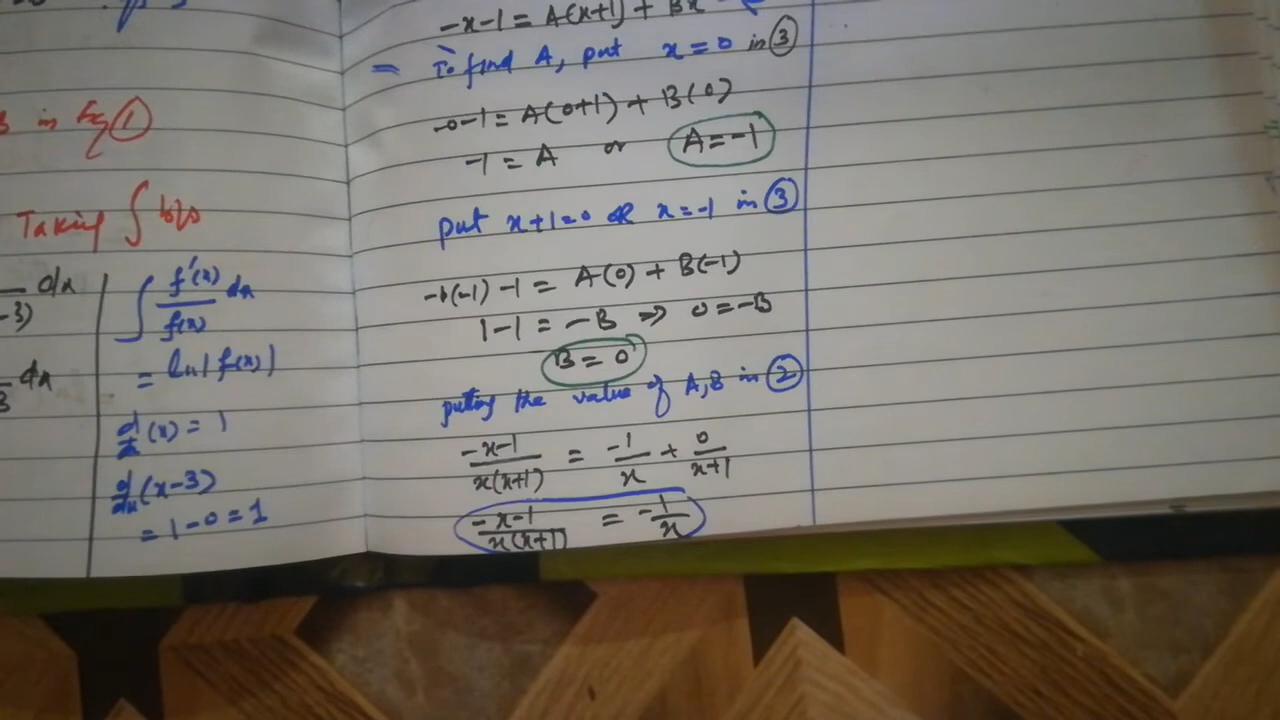 in Eq ①
Taking ∫ b/s
dx
-3)
dx
3
∫ f'(x)/f(x) dx
= ln|f(x)|
d/dx (x) = 1
d/dx (x-3)
= 1-0 = 1
-x-1 = A(x+1) + Bx
= To find A, put x=0 in ③
-0-1 = A(0+1) + B(0)
-1 = A or A=-1
put x+1=0 OR x=-1 in ③
-1(-1) -1 = A(0) + B(-1)
1-1 = -B ⇒ 0=-B
B = 0
puting the value of A,B in ②
-x-1/x(x+1) = -1/x + 0/x+1
-x-1/x(x+1) = -1/x